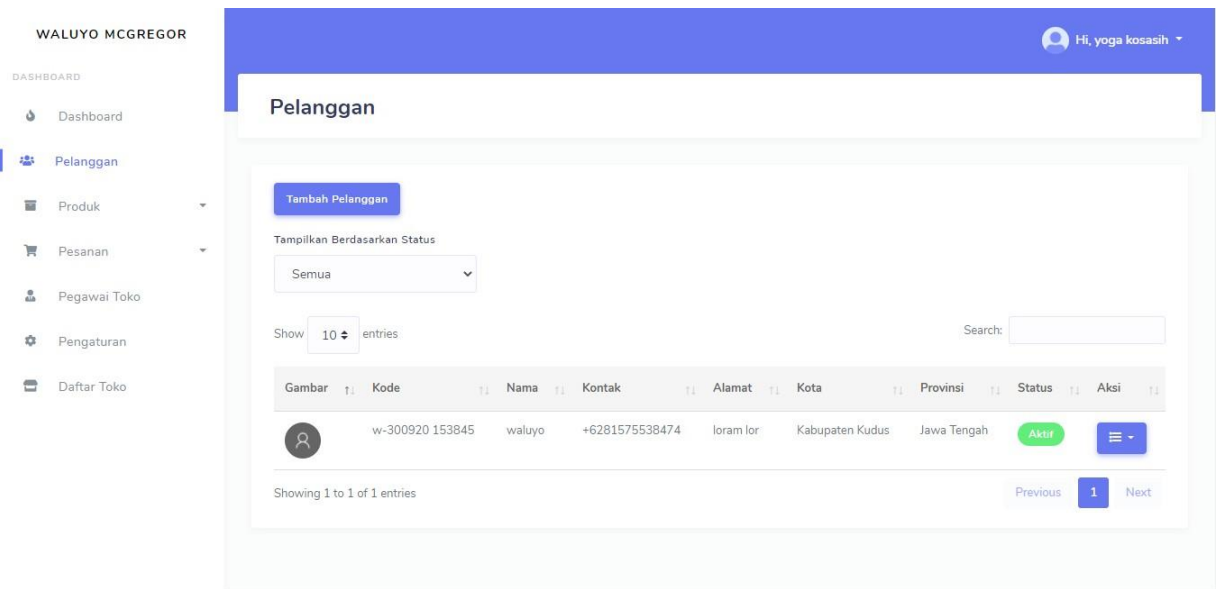 WALUYO MCGREGOR
Hi, yoga kosasih
DASHBOARD
Dashboard
Pelanggan
Produk
Pesanan
Pegawai Toko
Pengaturan
Daftar Toko
Pelanggan
Tambah Pelanggan
Tampilkan Berdasarkan Status
Semua
Show 10 entries
Search:
Gambar Kode Nama Kontak Alamat Kota Provinsi Status Aksi
w-300920 153845 waluyo +6281575538474 loram lor Kabupaten Kudus Jawa Tengah Aktif
Showing 1 to 1 of 1 entries
Previous 1 Next